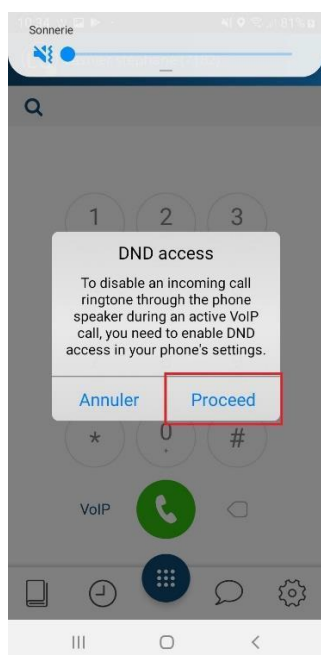 Sonnerie
81%
1 2 3
DND access
To disable an incoming call
ringtone through the phone
speaker during an active VoIP
call, you need to enable DND
access in your phone's settings.
Annuler Proceed
* 0 #
VoIP